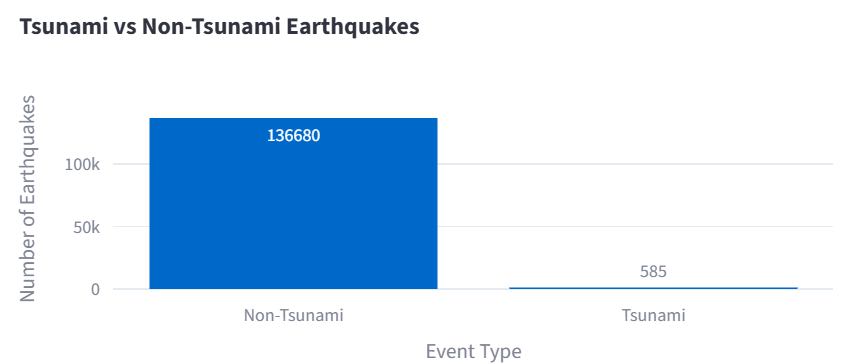 Tsunami vs Non-Tsunami Earthquakes
Number of Earthquakes
136680
100k
50k
585
0
Non-Tsunami
Tsunami
Event Type